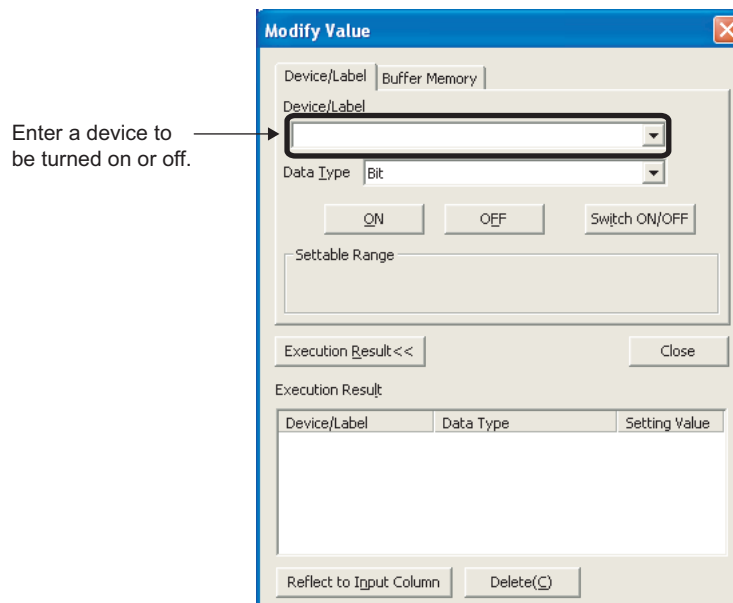 Modify Value
Device/Label Buffer Memory
Device/Label
Enter a device to
be turned on or off.
Data Type Bit
ON OFF Switch ON/OFF
Settable Range
Execution Result<< Close
Execution Result
Device/Label Data Type Setting Value
Reflect to Input Column Delete(C)